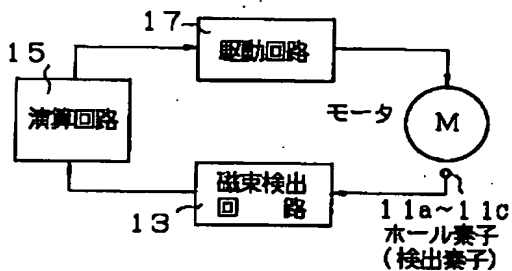 17
15
駆動回路
演算回路
モータ
M
磁束検出
回　路
13
11a~11c
ホール素子
(検出素子)